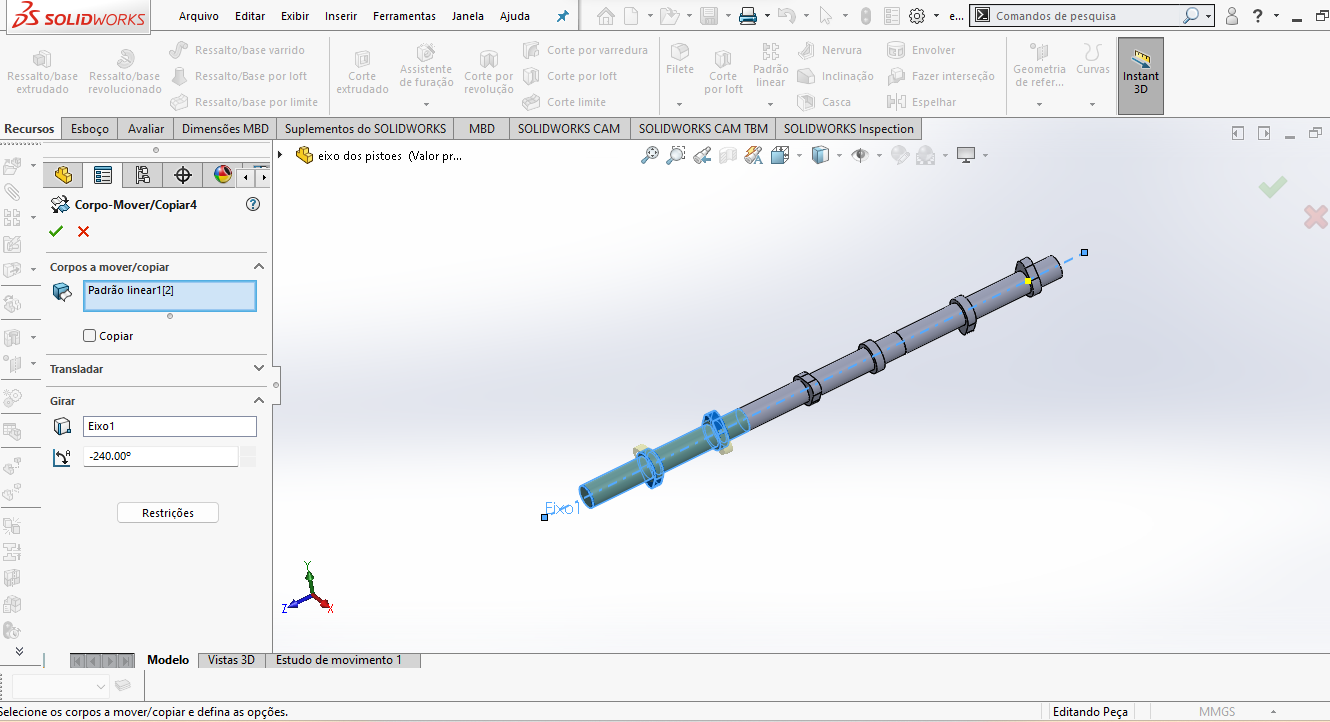 SOLIDWORKS
Arquivo Editar Exibir Inserir Ferramentas Janela Ajuda
e... Comandos de pesquisa
?
Ressalto/base extrudado
Ressalto/base revolucionado
Ressalto/base varrido
Ressalto/Base por loft
Ressalto/base por limite
Corte extrudado
Assistente de furação
Corte por revolução
Corte por varredura
Corte por loft
Corte limite
Filete
Corte por loft
Padrão linear
Nervura
Inclinação
Casca
Envolver
Fazer interseção
Espelhar
Geometria de refer...
Curvas
Instant 3D
Recursos Esboço Avaliar Dimensões MBD Suplementos do SOLIDWORKS MBD SOLIDWORKS CAM SOLIDWORKS CAM TBM SOLIDWORKS Inspection
eixo dos pistoes (Valor pr...
Corpo-Mover/Copiar4
?
Corpos a mover/copiar
Padrão linear1[2]
Copiar
Transladar
Girar
Eixo1
-240.00º
Restrições
Eixo1
Y
Z
X
Modelo Vistas 3D Estudo de movimento 1
Selecione os corpos a mover/copiar e defina as opções.
Editando Peça
MMGS